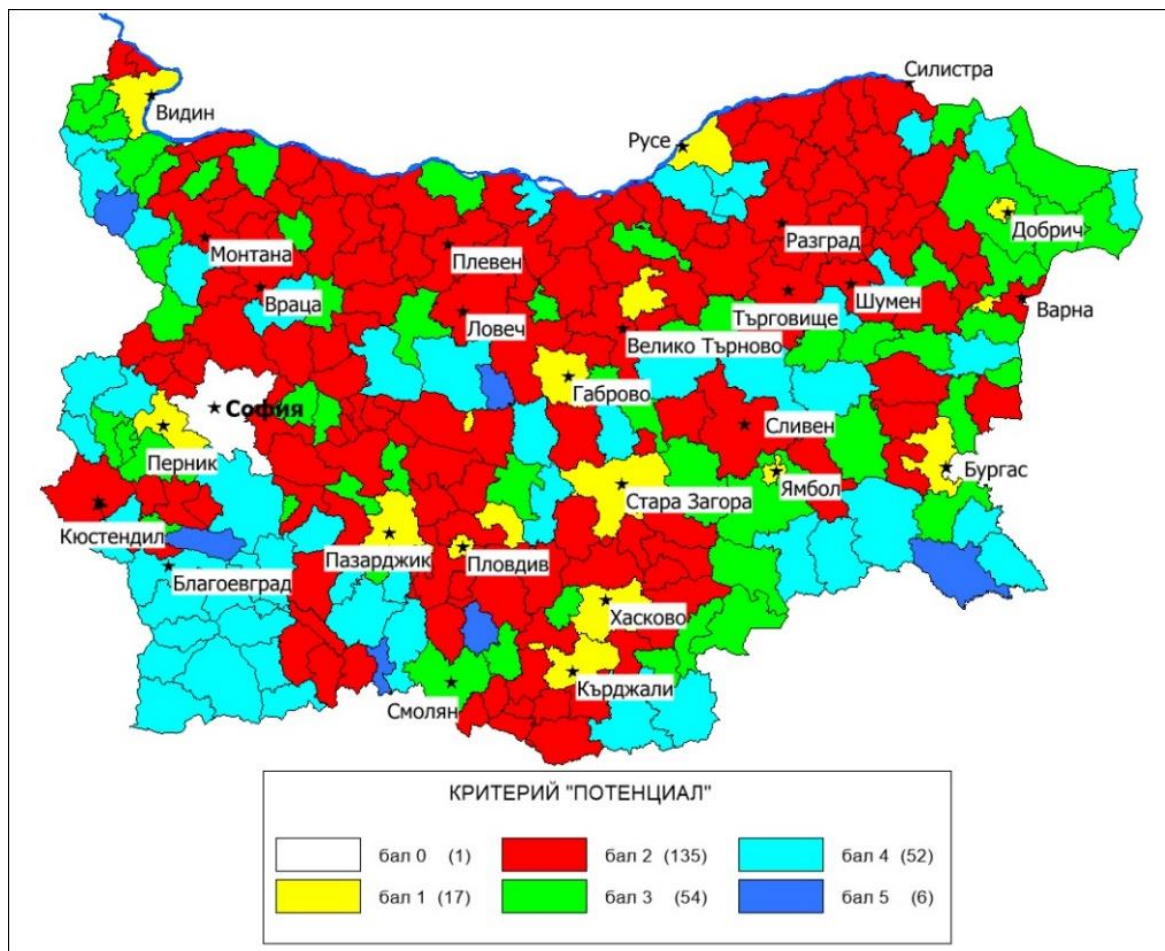 Силистра
Видин
Русе
Добрич
Монтана
Плевен
Разград
Враца
Шумен
Варна
Ловеч
Търговище
Велико Търново
Габрово
София
Сливен
Перник
Бургас
Стара Загора
Ямбол
Кюстендил
Пазарджик
Пловдив
Благоевград
Хасково
Кърджали
Смолян
КРИТЕРИЙ "ПОТЕНЦИАЛ"
бал 0 (1) бал 2 (135) бал 4 (52)
бал 1 (17) бал 3 (54) бал 5 (6)